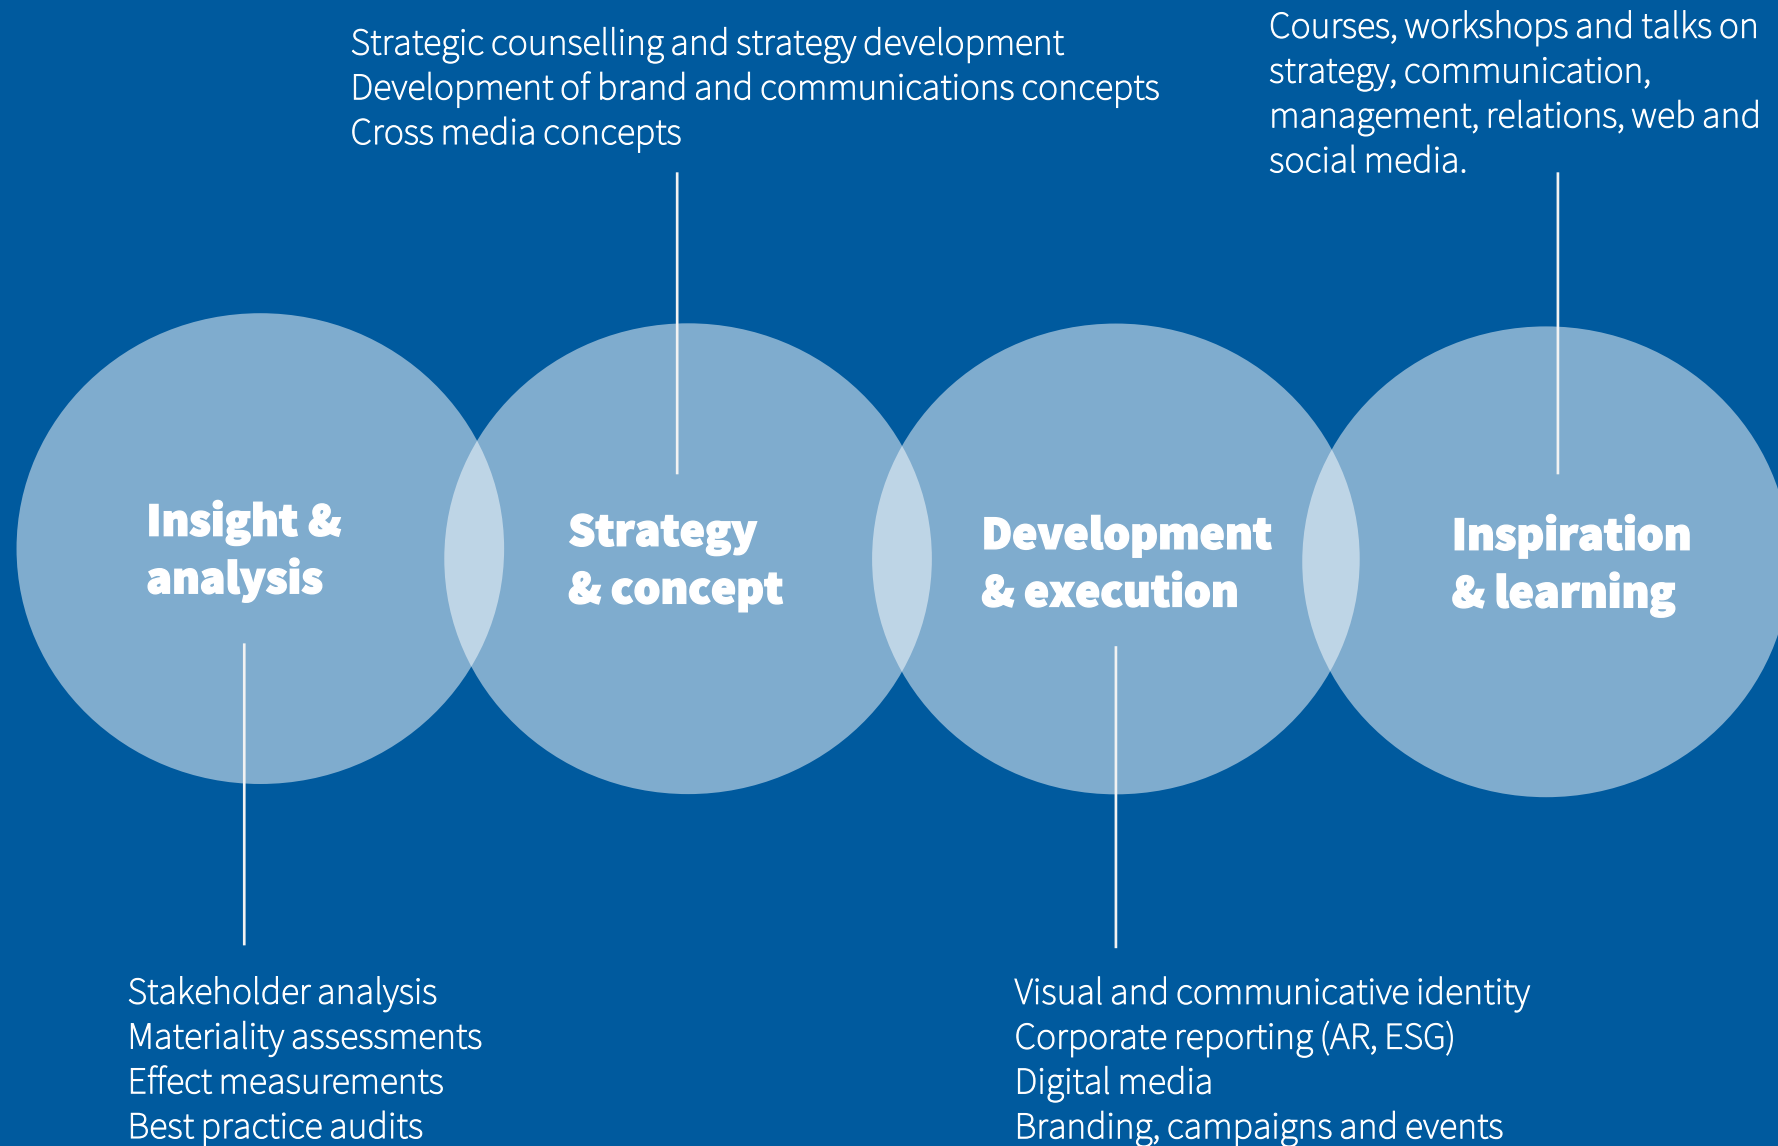 Strategic counselling and strategy development
Development of brand and communications concepts
Cross media concepts
Courses, workshops and talks on
strategy, communication,
management, relations, web and
social media.
Insight &
analysis
Strategy
& concept
Development
& execution
Inspiration
& learning
Stakeholder analysis
Materiality assessments
Effect measurements
Best practice audits
Visual and communicative identity
Corporate reporting (AR, ESG)
Digital media
Branding, campaigns and events